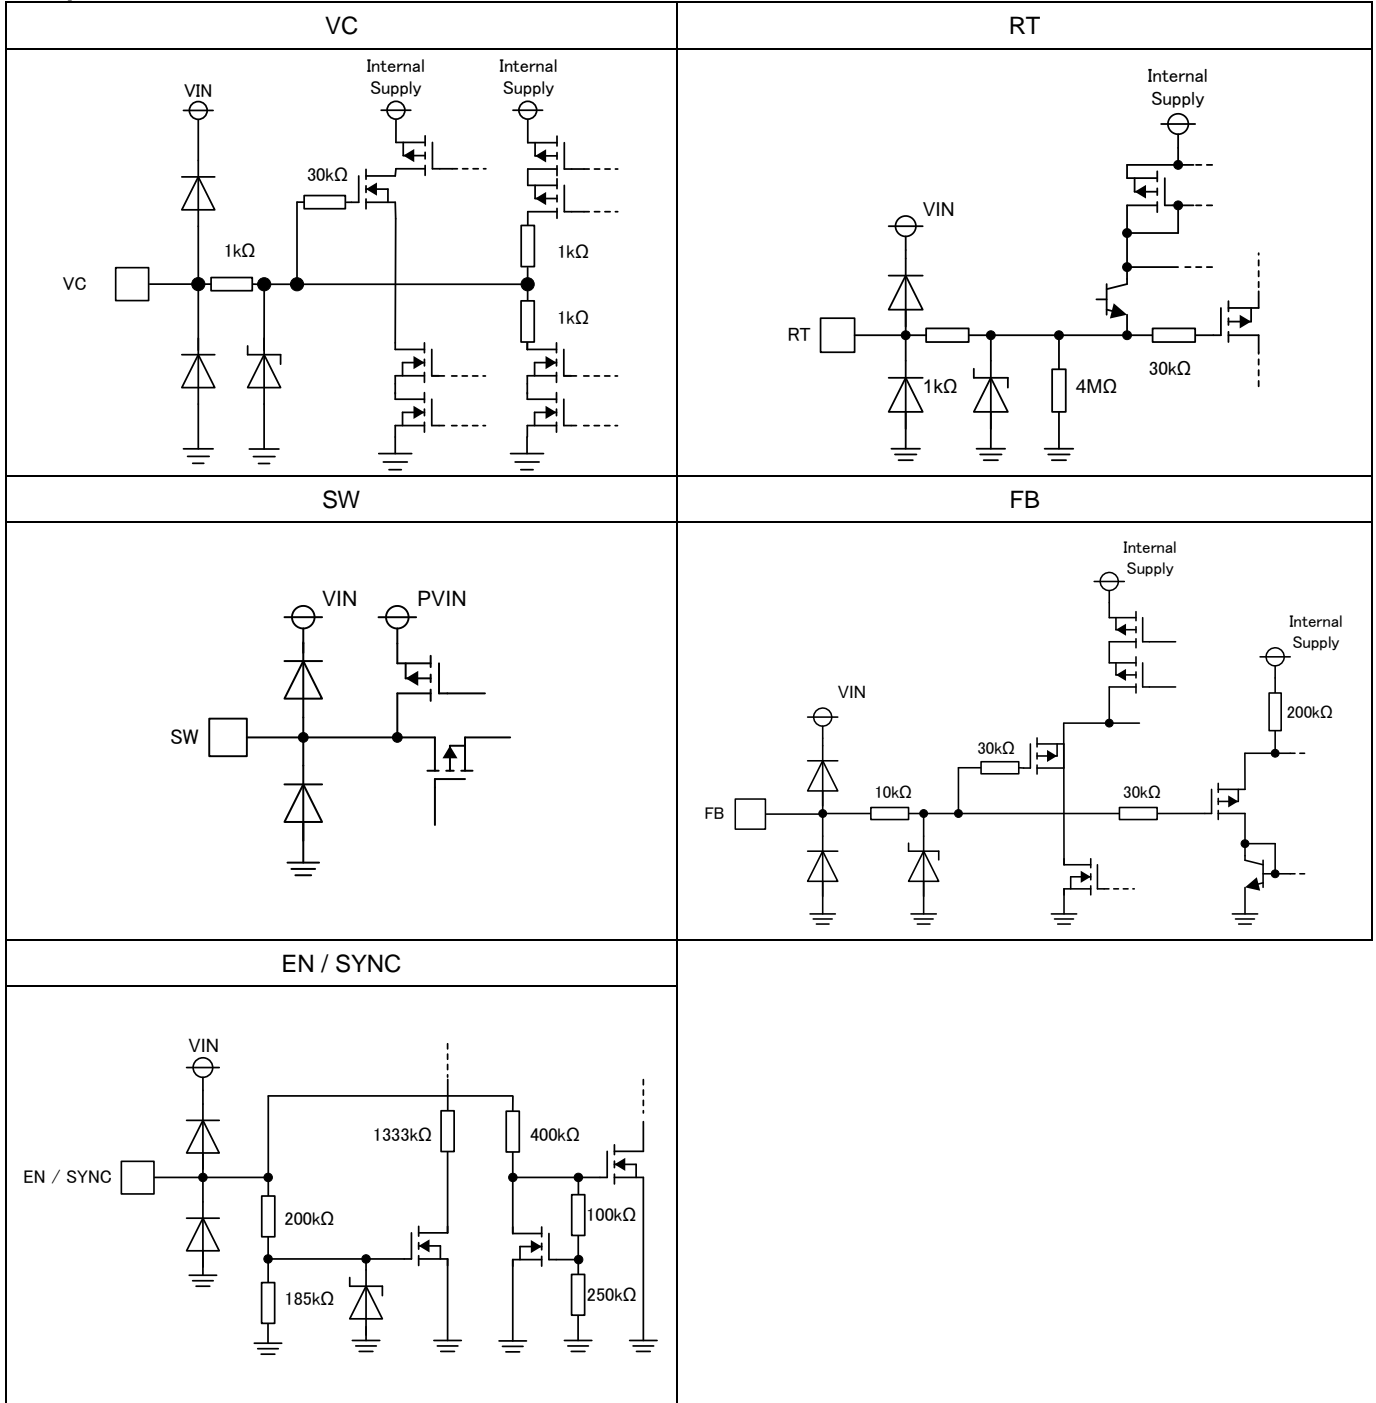 VC
RT
VIN
Internal
Supply
Internal
Supply
30kΩ
1kΩ
1kΩ
1kΩ
VC
Internal
Supply
VIN
RT
1kΩ
4MΩ
30kΩ
SW
FB
VIN
PVIN
SW
Internal
Supply
Internal
Supply
VIN
200kΩ
30kΩ
10kΩ
30kΩ
FB
EN / SYNC
VIN
1333kΩ
400kΩ
EN / SYNC
200kΩ
100kΩ
185kΩ
250kΩ